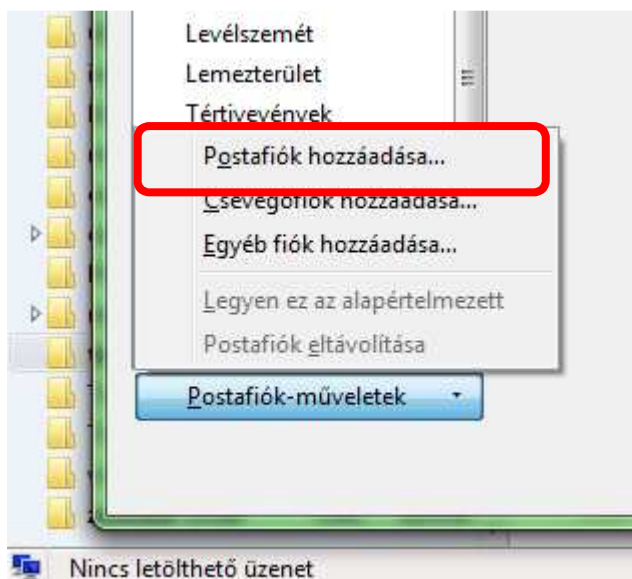 Levélszemét
Lemezterület
Tértivevények
Postafiók hozzáadása...
Csevegőfiók hozzáadása...
Egyéb fiók hozzáadása...
Legyen ez az alapértelmezett
Postafiók eltávolítása
Postafiók-műveletek
Nincs letölthető üzenet